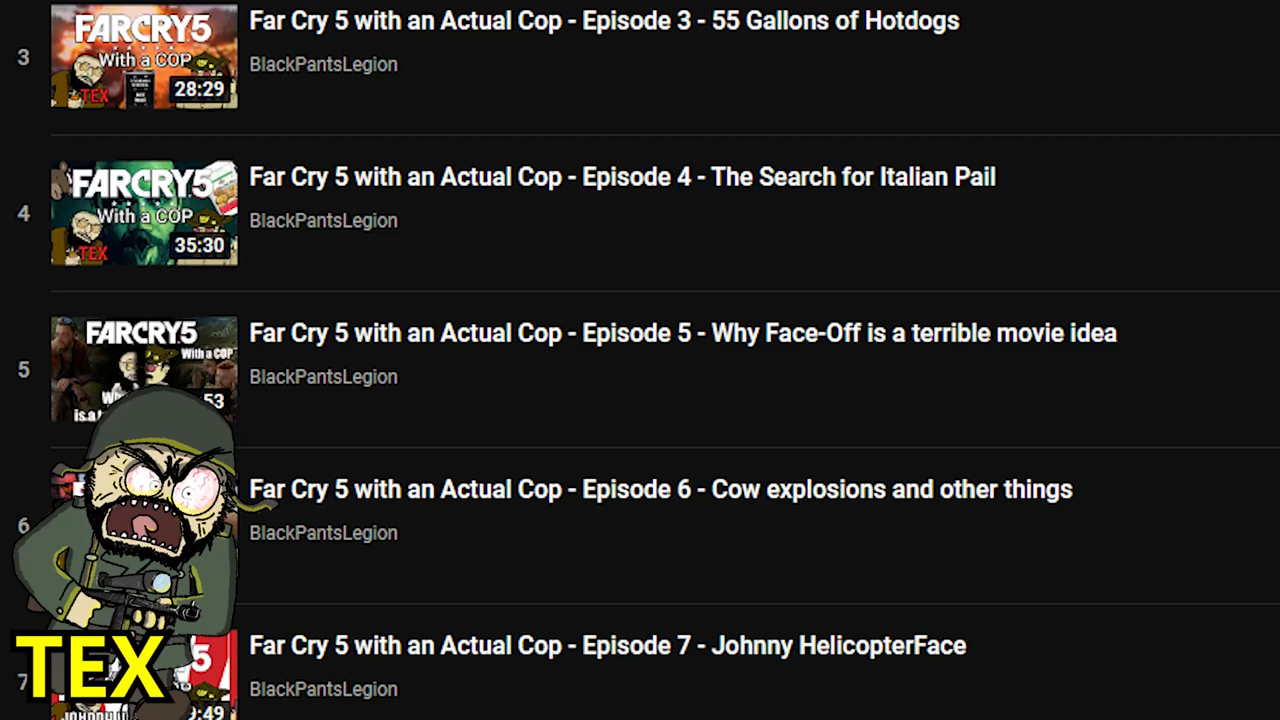 3
FARCRY5
With a COP
TEX
28:29
Far Cry 5 with an Actual Cop - Episode 3 - 55 Gallons of Hotdogs
BlackPantsLegion
4
FARCRY5
With a COP
TEX
35:30
Far Cry 5 with an Actual Cop - Episode 4 - The Search for Italian Pail
BlackPantsLegion
5
FARCRY5
With a COP
53
Far Cry 5 with an Actual Cop - Episode 5 - Why Face-Off is a terrible movie idea
BlackPantsLegion
6
Far Cry 5 with an Actual Cop - Episode 6 - Cow explosions and other things
BlackPantsLegion
7
5
:49
Far Cry 5 with an Actual Cop - Episode 7 - Johnny HelicopterFace
BlackPantsLegion
TEX